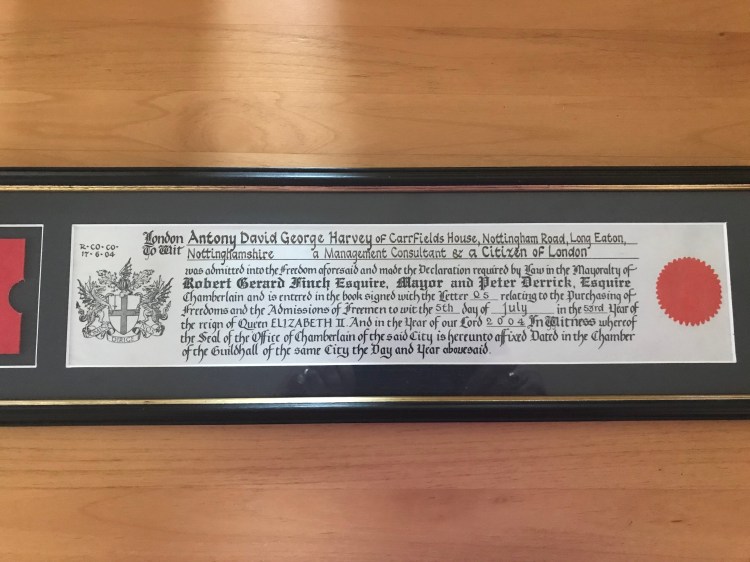 R-CO-CO-
17-6-04
London Antony David George Harvey of Carrfields House, Nottingham Road, Long Eaton,
To Wit Nottinghamshire a Management Consultant & a Citizen of London
was admitted into the Freedom aforesaid and made the Declaration required by Law in the Mayoralty of
Robert Gerard Finch Esquire, Mayor and Peter Derrick, Esquire
Chamberlain and is entered in the book signed with the Letter OS relating to the Purchasing of
Freedoms and the Admissions of Freemen to wit the 5th day of July in the 53rd Year of
the reign of Queen ELIZABETH II And in the Year of our Lord 2004 In Witness whereof
the Seal of the Office of Chamberlain of the said City is hereunto affixed Dated in the Chamber
of the Guildhall of the same City the Day and Year abovesaid.
DIRIGE